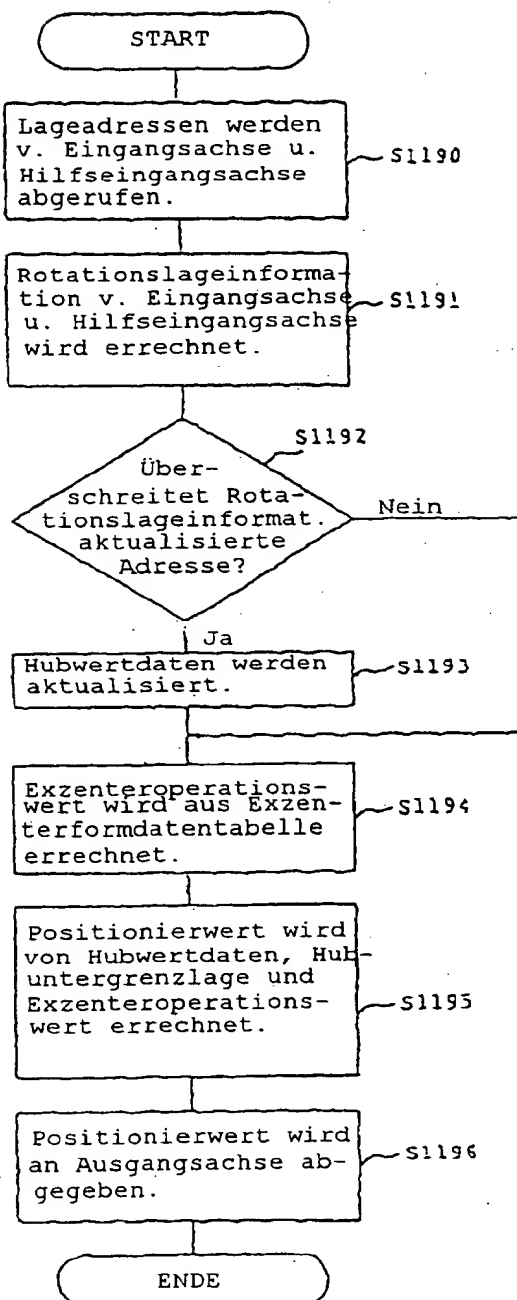 START
Lageadressen werden
v. Eingangsachse u.
Hilfseingangsachse
abgerufen.
S1190
Rotationslageinforma-
tion v. Eingangsachse
u. Hilfseingangsachse
wird errechnet.
S1191
S1192
Über-
schreitet Rota-
tionslageinformat.
aktualisierte
Adresse?
Nein
Ja
Hubwertdaten werden
aktualisiert.
S1193
Exzenteroperations-
wert wird aus Exzen-
terformdatentabelle
errechnet.
S1194
Positionierwert wird
von Hubwertdaten, Hub-
untergrenzlage und
Exzenteroperations-
wert errechnet.
S1195
Positionierwert wird
an Ausgangsachse ab-
gegeben.
S1196
ENDE